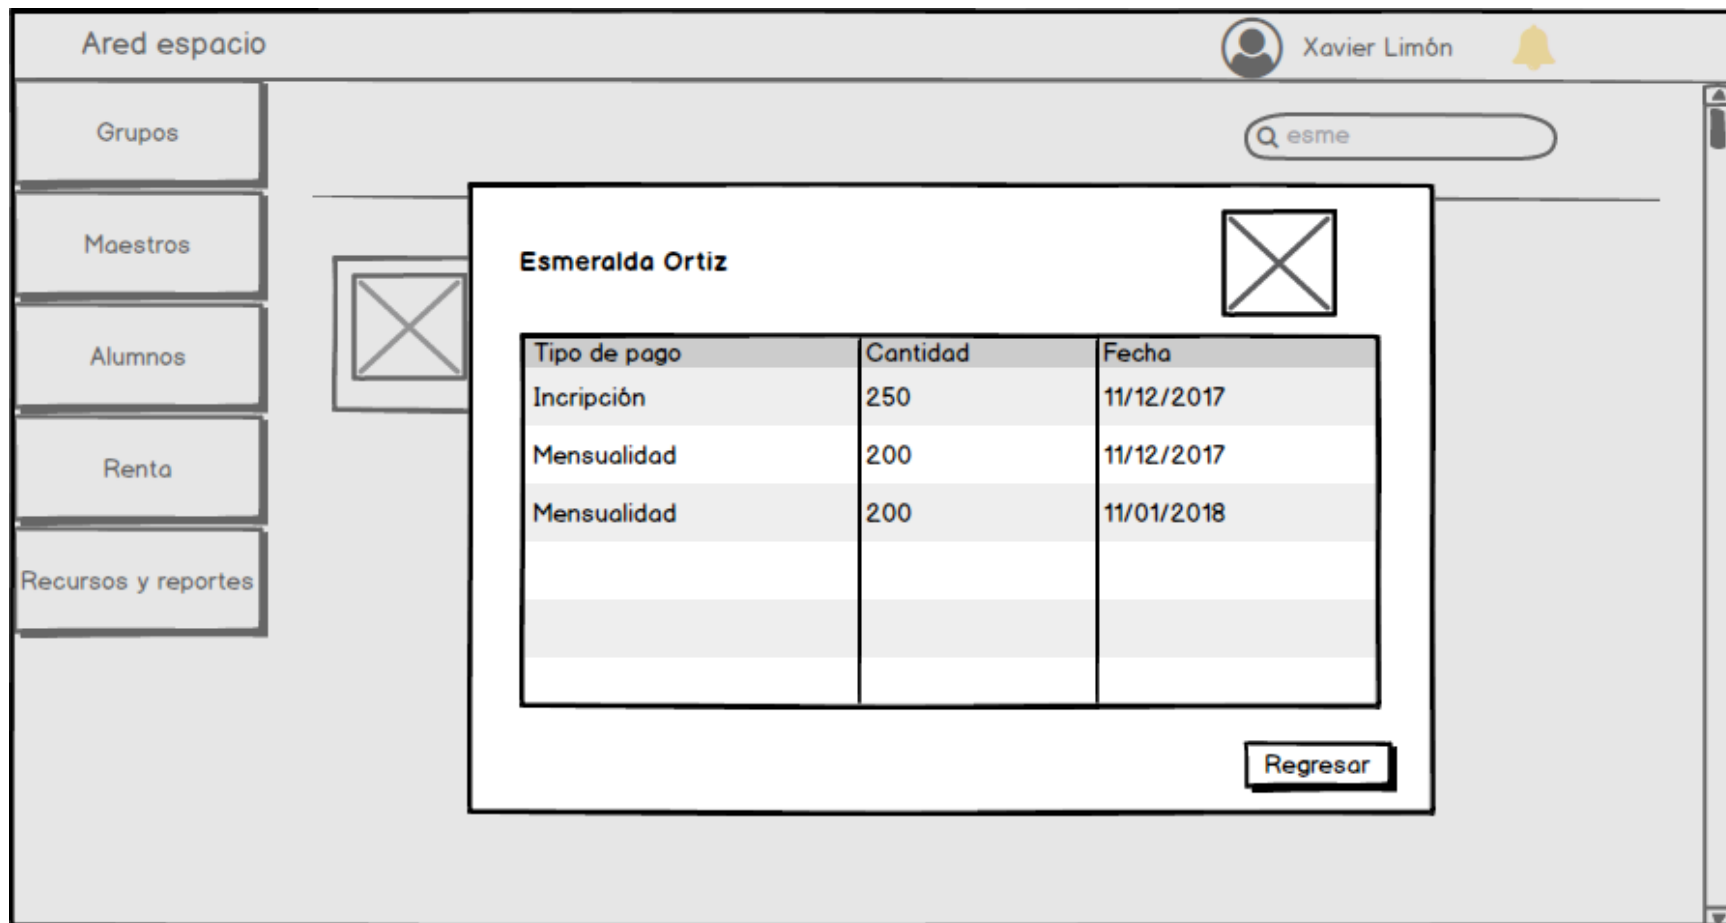 Ared espacio
Xavier Limón
Grupos
esme
Maestros
Alumnos
Renta
Recursos y reportes
Esmeralda Ortiz
Tipo de pago Cantidad Fecha
Incripción 250 11/12/2017
Mensualidad 200 11/12/2017
Mensualidad 200 11/01/2018
Regresar